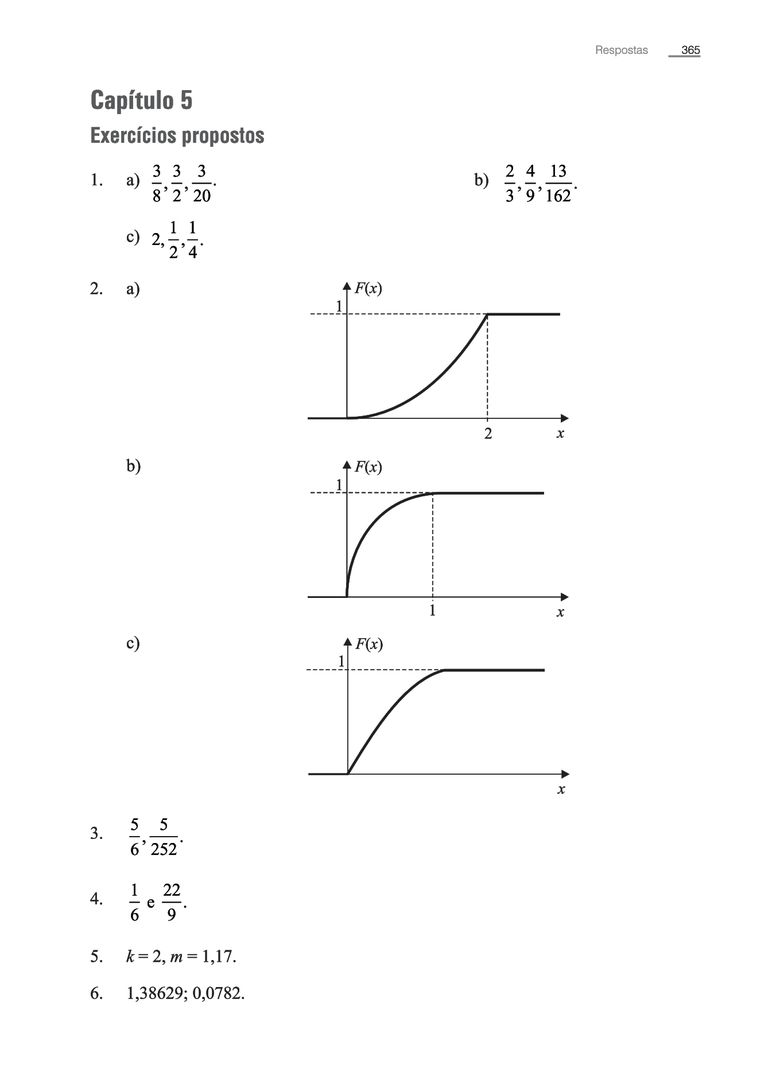 Respostas 365
Capítulo 5
Exercícios propostos
1. a) 3/8, 3/2, 3/20. b) 2/3, 4/9, 13/162.
c) 2, 1/2, 1/4.
2. a) F(x)
1
2 x
b) F(x)
1
1 x
c) F(x)
1
x
3. 5/6, 5/252.
4. 1/6 e 22/9.
5. k = 2, m = 1,17.
6. 1,38629; 0,0782.